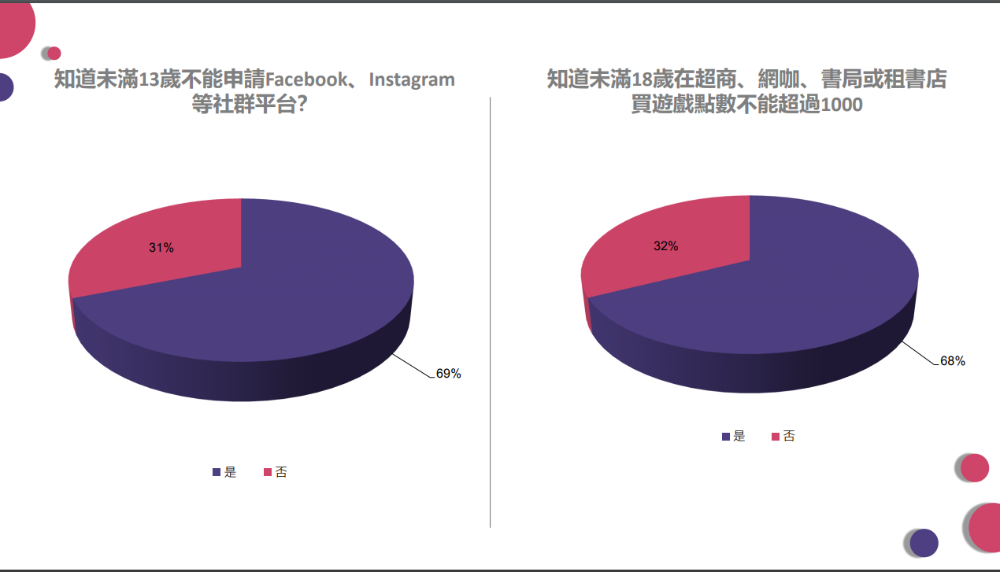 知道未滿13歲不能申請Facebook、Instagram
等社群平台?
31%
69%
是
否
知道未滿18歲在超商、網咖、書局或租書店
買遊戲點數不能超過1000
32%
68%
是
否